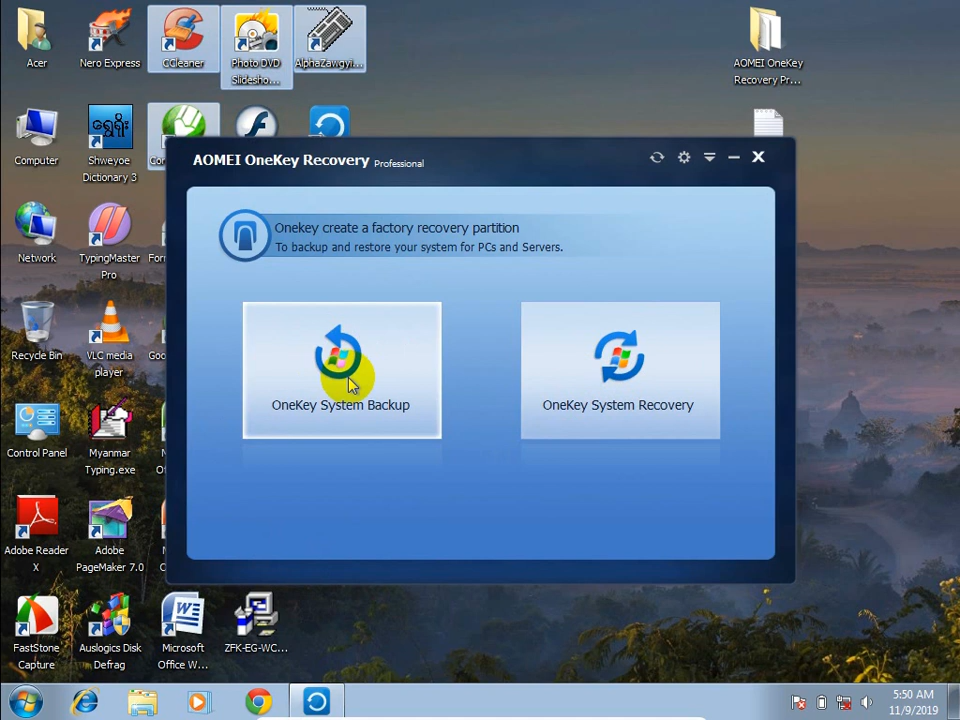 Acer
Nero Express
CCleaner
Photo DVD
Slidesho...
AlphaZawgyi...
AOMEI OneKey
Recovery Pr...
Computer
ရွှေရိုး
Shweyoe
Dictionary 3
AOMEI OneKey Recovery Professional
Onekey create a factory recovery partition
To backup and restore your system for PCs and Servers.
OneKey System Backup
OneKey System Recovery
Network
TypingMaster
Pro
Recycle Bin
VLC media
player
Control Panel
Myanmar
Typing.exe
Adobe Reader
X
Adobe
PageMaker 7.0
FastStone
Capture
Auslogics Disk
Defrag
Microsoft
Office W...
ZFK-EG-WC...
5:50 AM
11/9/2019